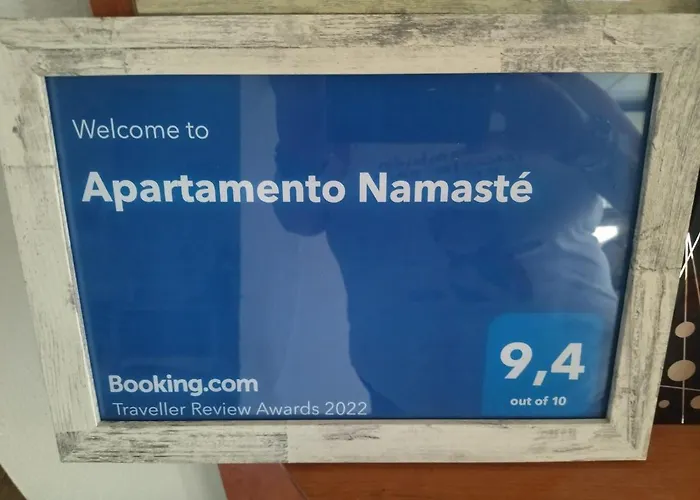 Welcome to
Apartamento Namasté
9,4
out of 10
Booking.com
Traveller Review Awards 2022